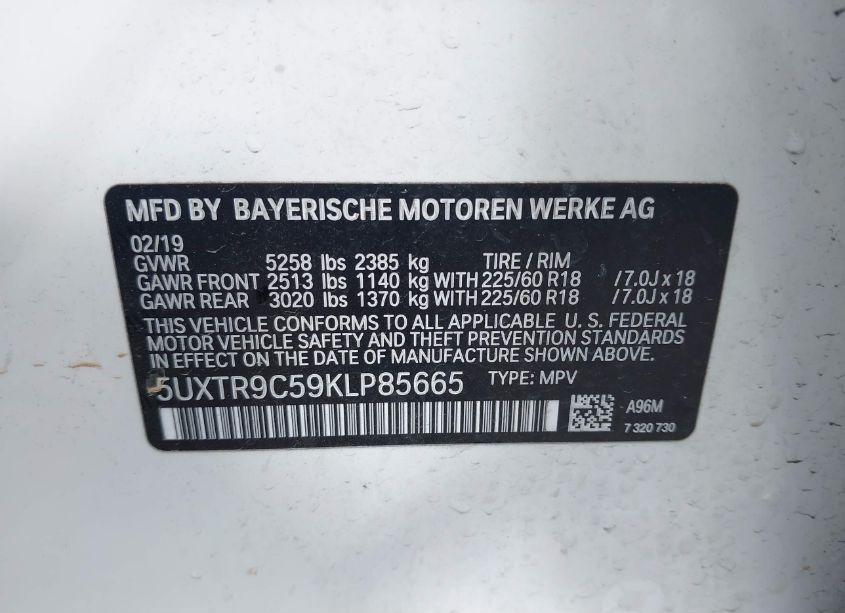 MFD BY BAYERISCHE MOTOREN WERKE AG
02/19
GVWR 5258 lbs 2385 kg TIRE / RIM
GAWR FRONT 2513 lbs 1140 kg WITH 225/60 R18 / 7.0J x 18
GAWR REAR 3020 lbs 1370 kg WITH 225/60 R18 / 7.0J x 18
THIS VEHICLE CONFORMS TO ALL APPLICABLE U. S. FEDERAL
MOTOR VEHICLE SAFETY AND THEFT PREVENTION STANDARDS
IN EFFECT ON THE DATE OF MANUFACTURE SHOWN ABOVE.
5UXTR9C59KLP85665 TYPE: MPV
A96M
7 320 730